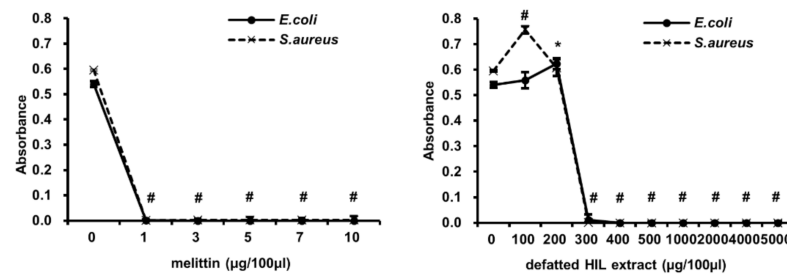 0.8
0.7
0.6
0.5
0.4
0.3
0.2
0.1
0.0
Absorbance
E.coli
S.aureus
# # # # #
0 1 3 5 7 10
melittin (µg/100µl)
0.8
0.7
0.6
0.5
0.4
0.3
0.2
0.1
0.0
Absorbance
E.coli
S.aureus
#
*
# # # # # # #
0 100 200 300 400 500 1000 2000 4000 5000
defatted HIL extract (µg/100µl)